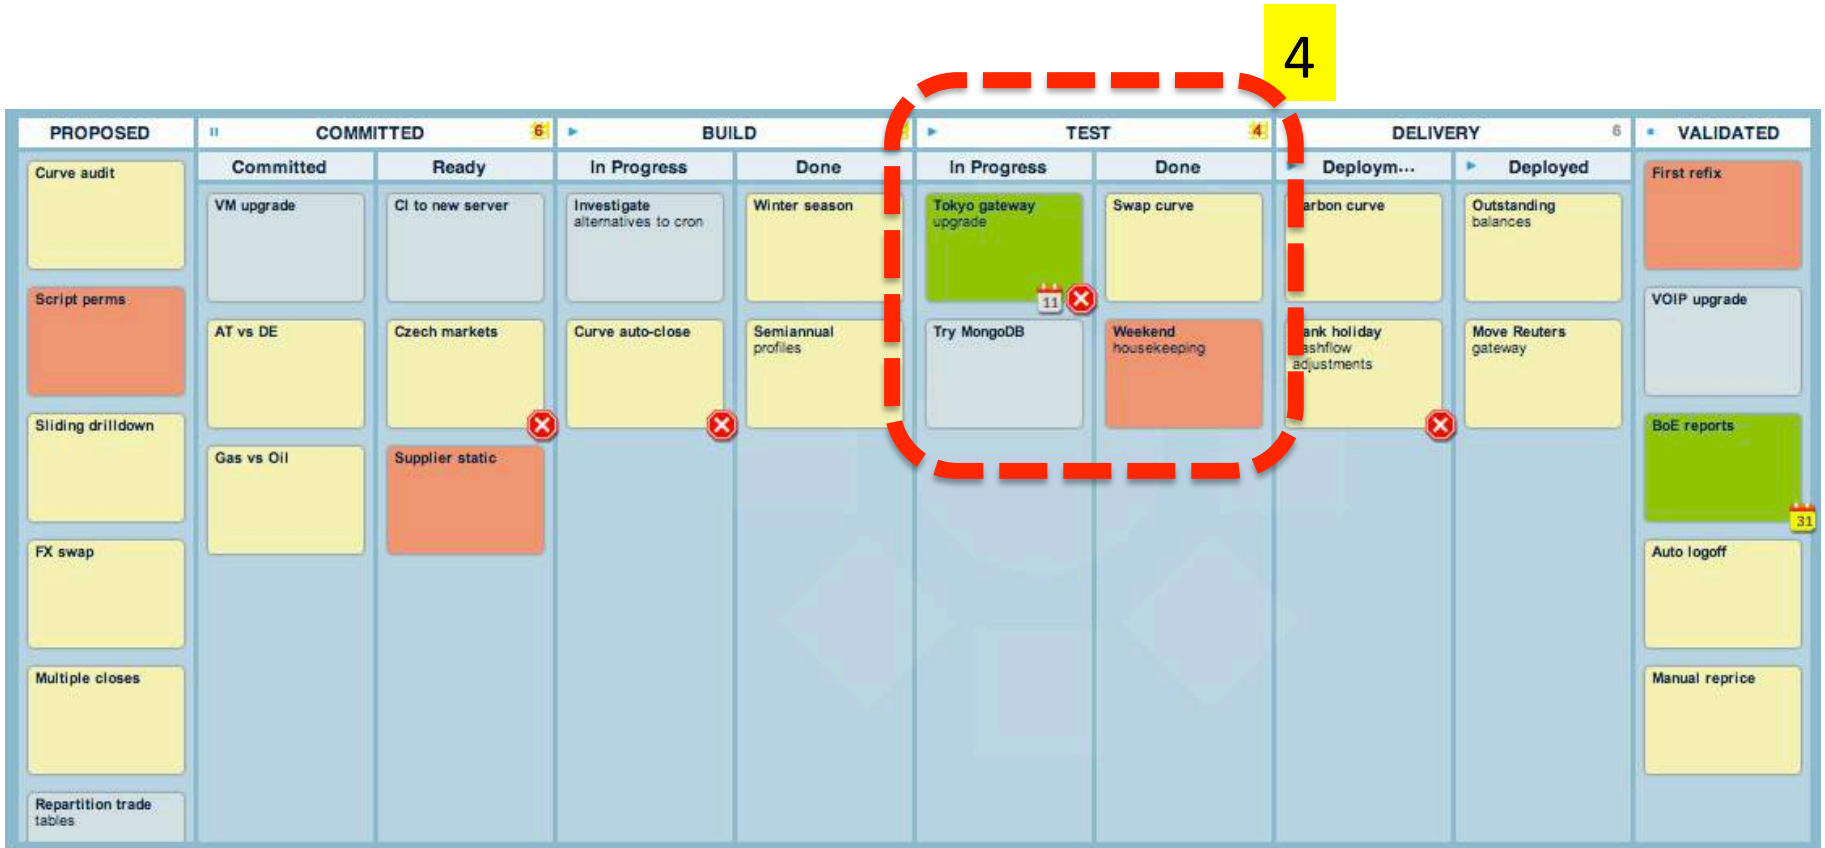 4
PROPOSED
COMMITTED
6
BUILD
TEST
4
DELIVERY
6
VALIDATED
Committed
Ready
In Progress
Done
In Progress
Done
Deploym...
Deployed
Curve audit
Script perms
Sliding drilldown
FX swap
Multiple closes
Repartition trade
tables
VM upgrade
AT vs DE
Gas vs Oil
CI to new server
Czech markets
Supplier static
Investigate
alternatives to cron
Curve auto-close
Winter season
Semiannual
profiles
Tokyo gateway
upgrade
11
Try MongoDB
Swap curve
Weekend
housekeeping
arbon curve
ank holiday
ashflow
adjustments
Outstanding
balances
Move Reuters
gateway
First refix
VOIP upgrade
BoE reports
31
Auto logoff
Manual reprice